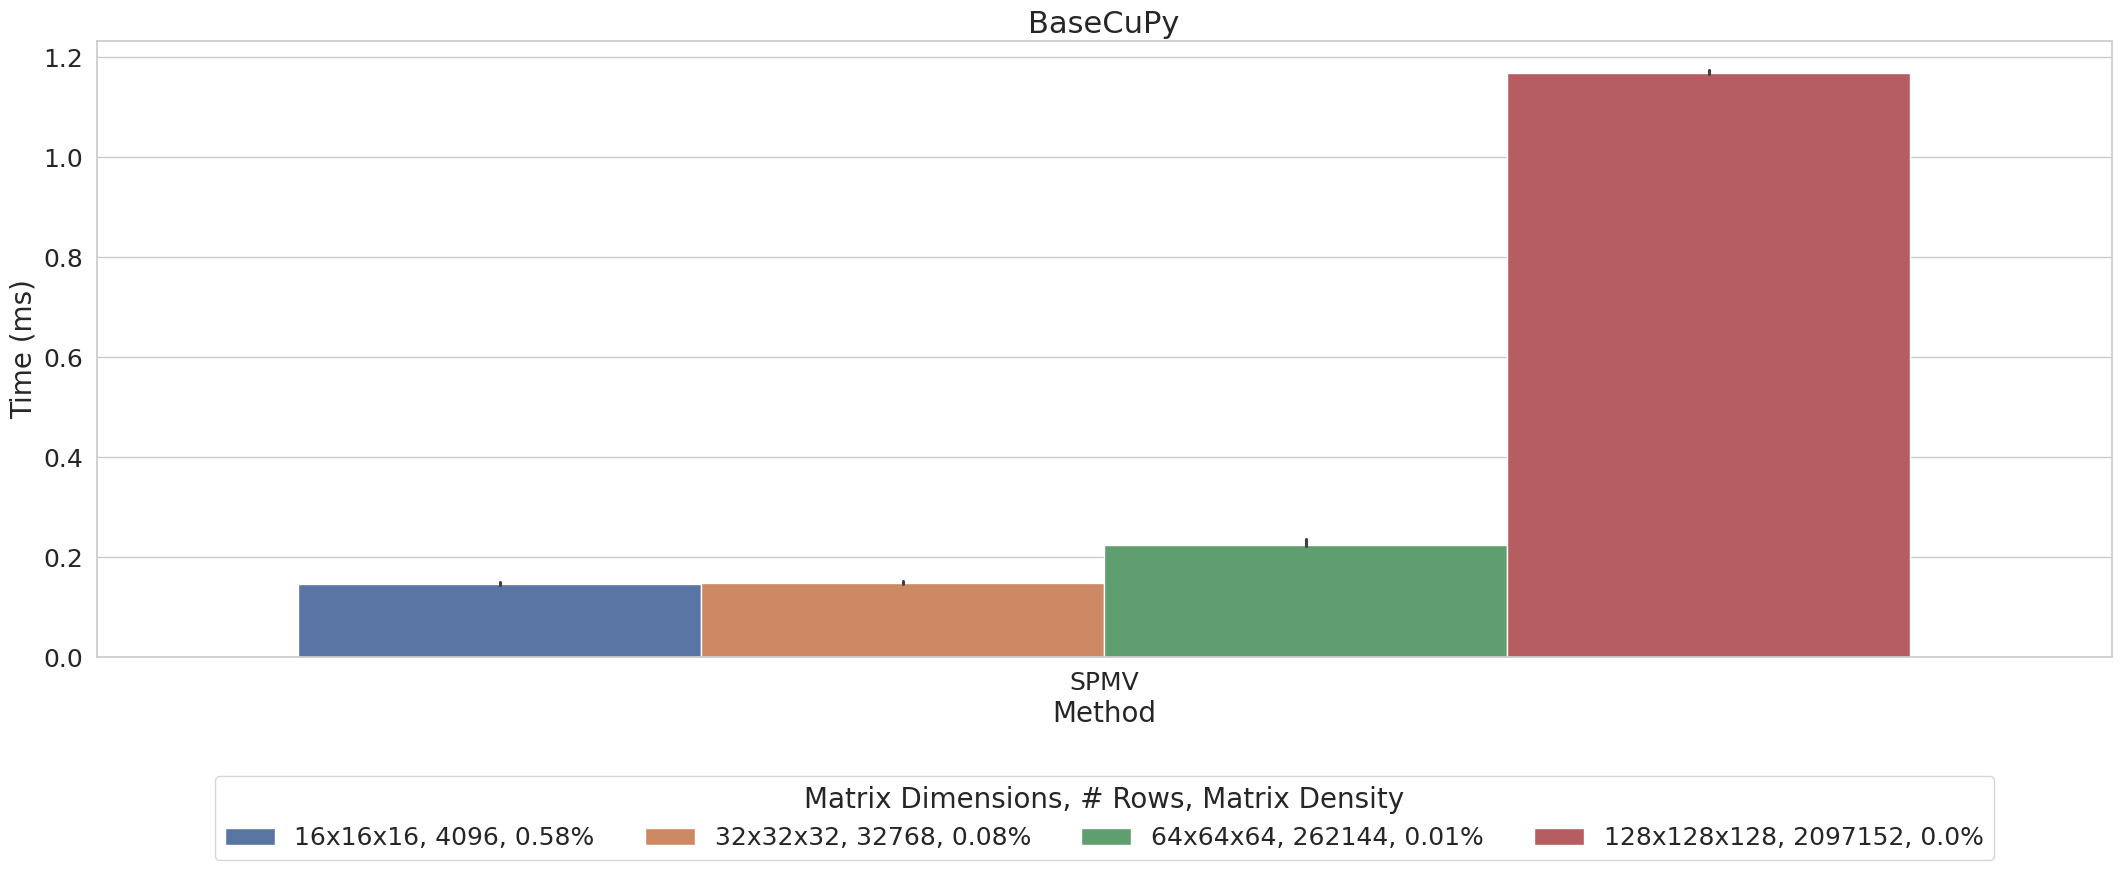 BaseCuPy
1.2
1.0
0.8
0.6
0.4
0.2
0.0
Time (ms)
SPMV
Method
Matrix Dimensions, # Rows, Matrix Density
16x16x16, 4096, 0.58% 32x32x32, 32768, 0.08% 64x64x64, 262144, 0.01% 128x128x128, 2097152, 0.0%